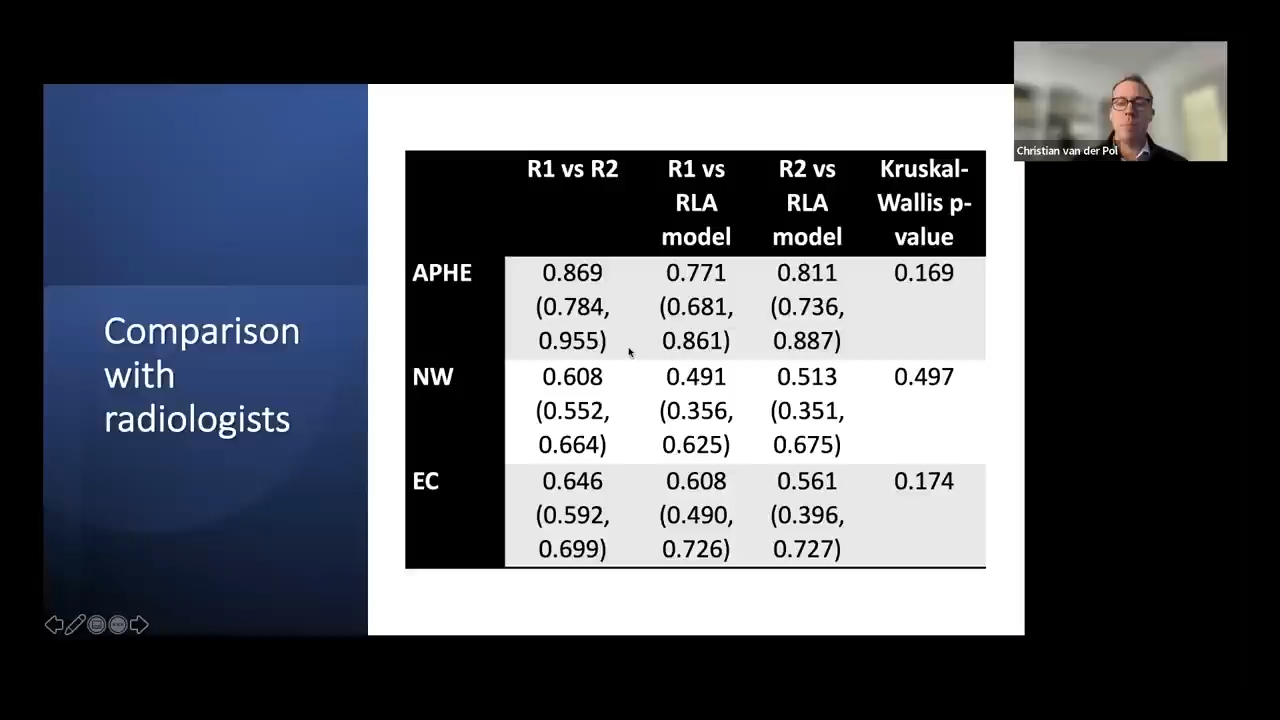 Christian van der Pol
Comparison
with
radiologists
R1 vs R2 R1 vs RLA model R2 vs RLA model Kruskal-Wallis p-value
APHE 0.869 (0.784, 0.955) 0.771 (0.681, 0.861) 0.811 (0.736, 0.887) 0.169
NW 0.608 (0.552, 0.664) 0.491 (0.356, 0.625) 0.513 (0.351, 0.675) 0.497
EC 0.646 (0.592, 0.699) 0.608 (0.490, 0.726) 0.561 (0.396, 0.727) 0.174